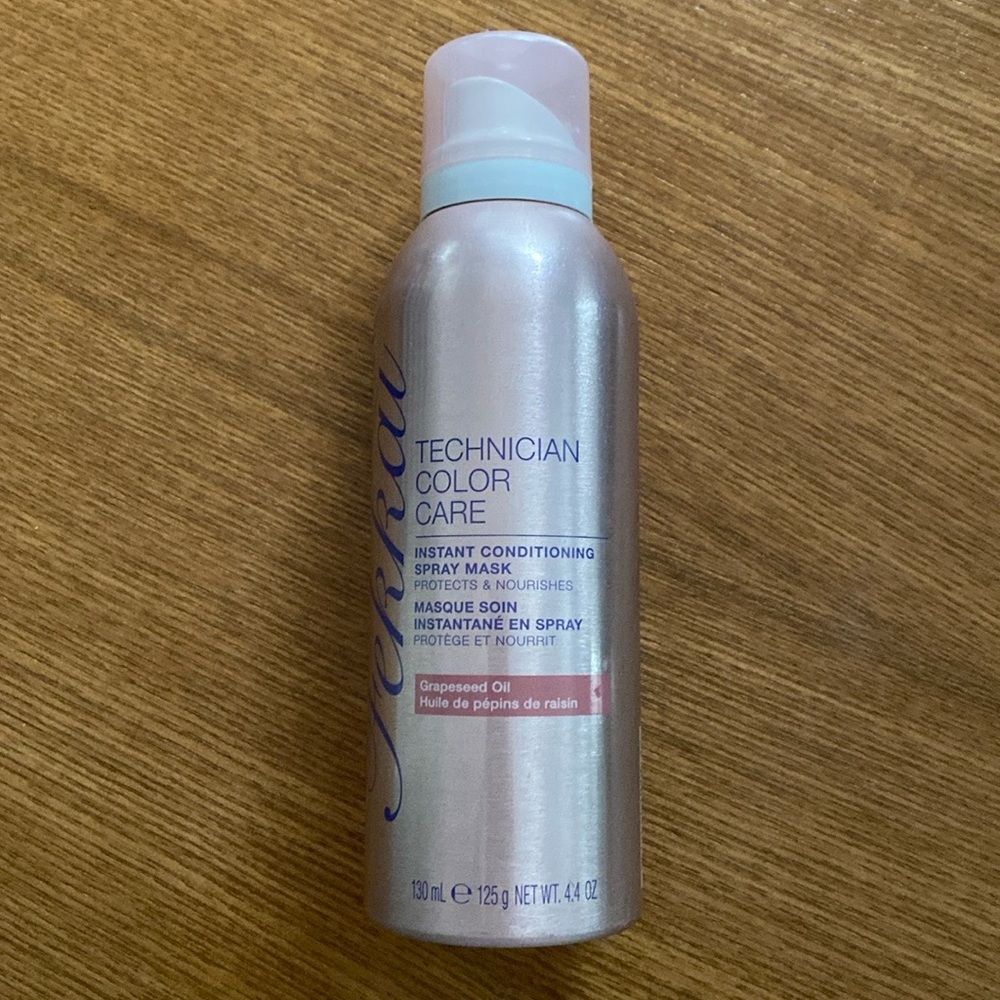 Fekkai
TECHNICIAN
COLOR
CARE
INSTANT CONDITIONING
SPRAY MASK
PROTECTS & NOURISHES
MASQUE SOIN
INSTANTANÉ EN SPRAY
PROTÈGE ET NOURRIT
Grapeseed Oil
Huile de pépins de raisin
130 mL ℮ 125 g NET WT. 4.4 OZ